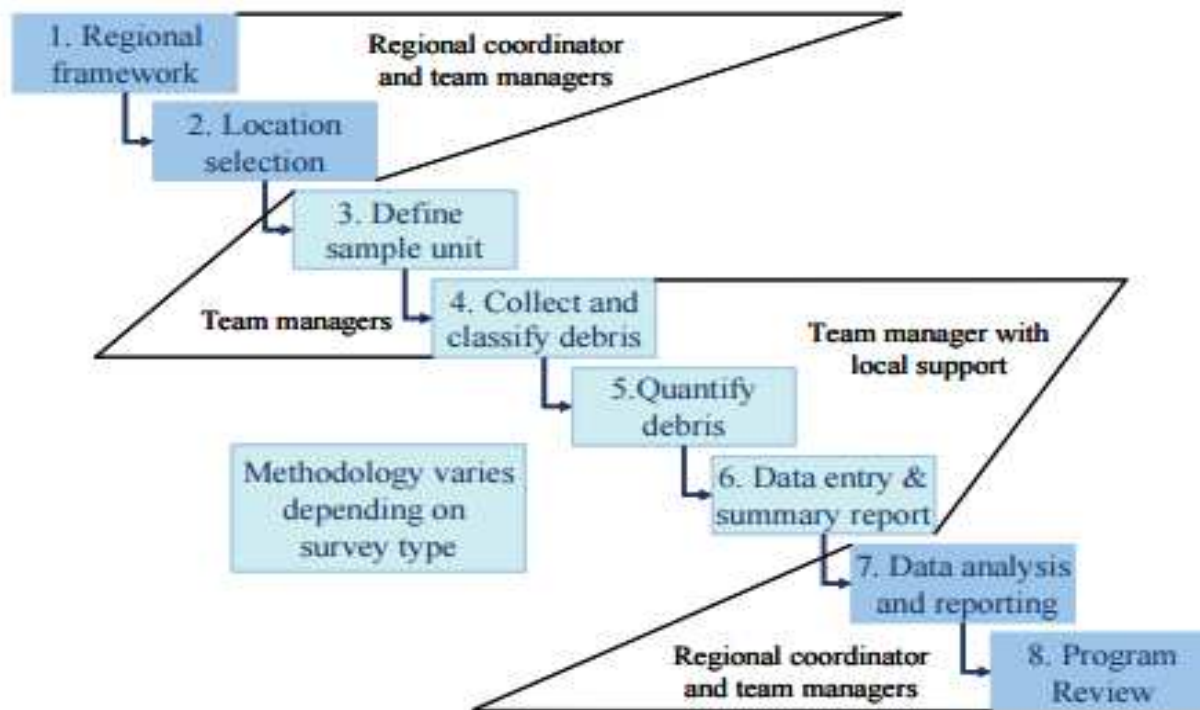 1. Regional
framework
Regional coordinator
and team managers
2. Location
selection
3. Define
sample unit
Team managers
4. Collect and
classify debris
Team manager with
local support
5.Quantify
debris
Methodology varies
depending on
survey type
6. Data entry &
summary report
7. Data analysis
and reporting
Regional coordinator
and team managers
8. Program
Review